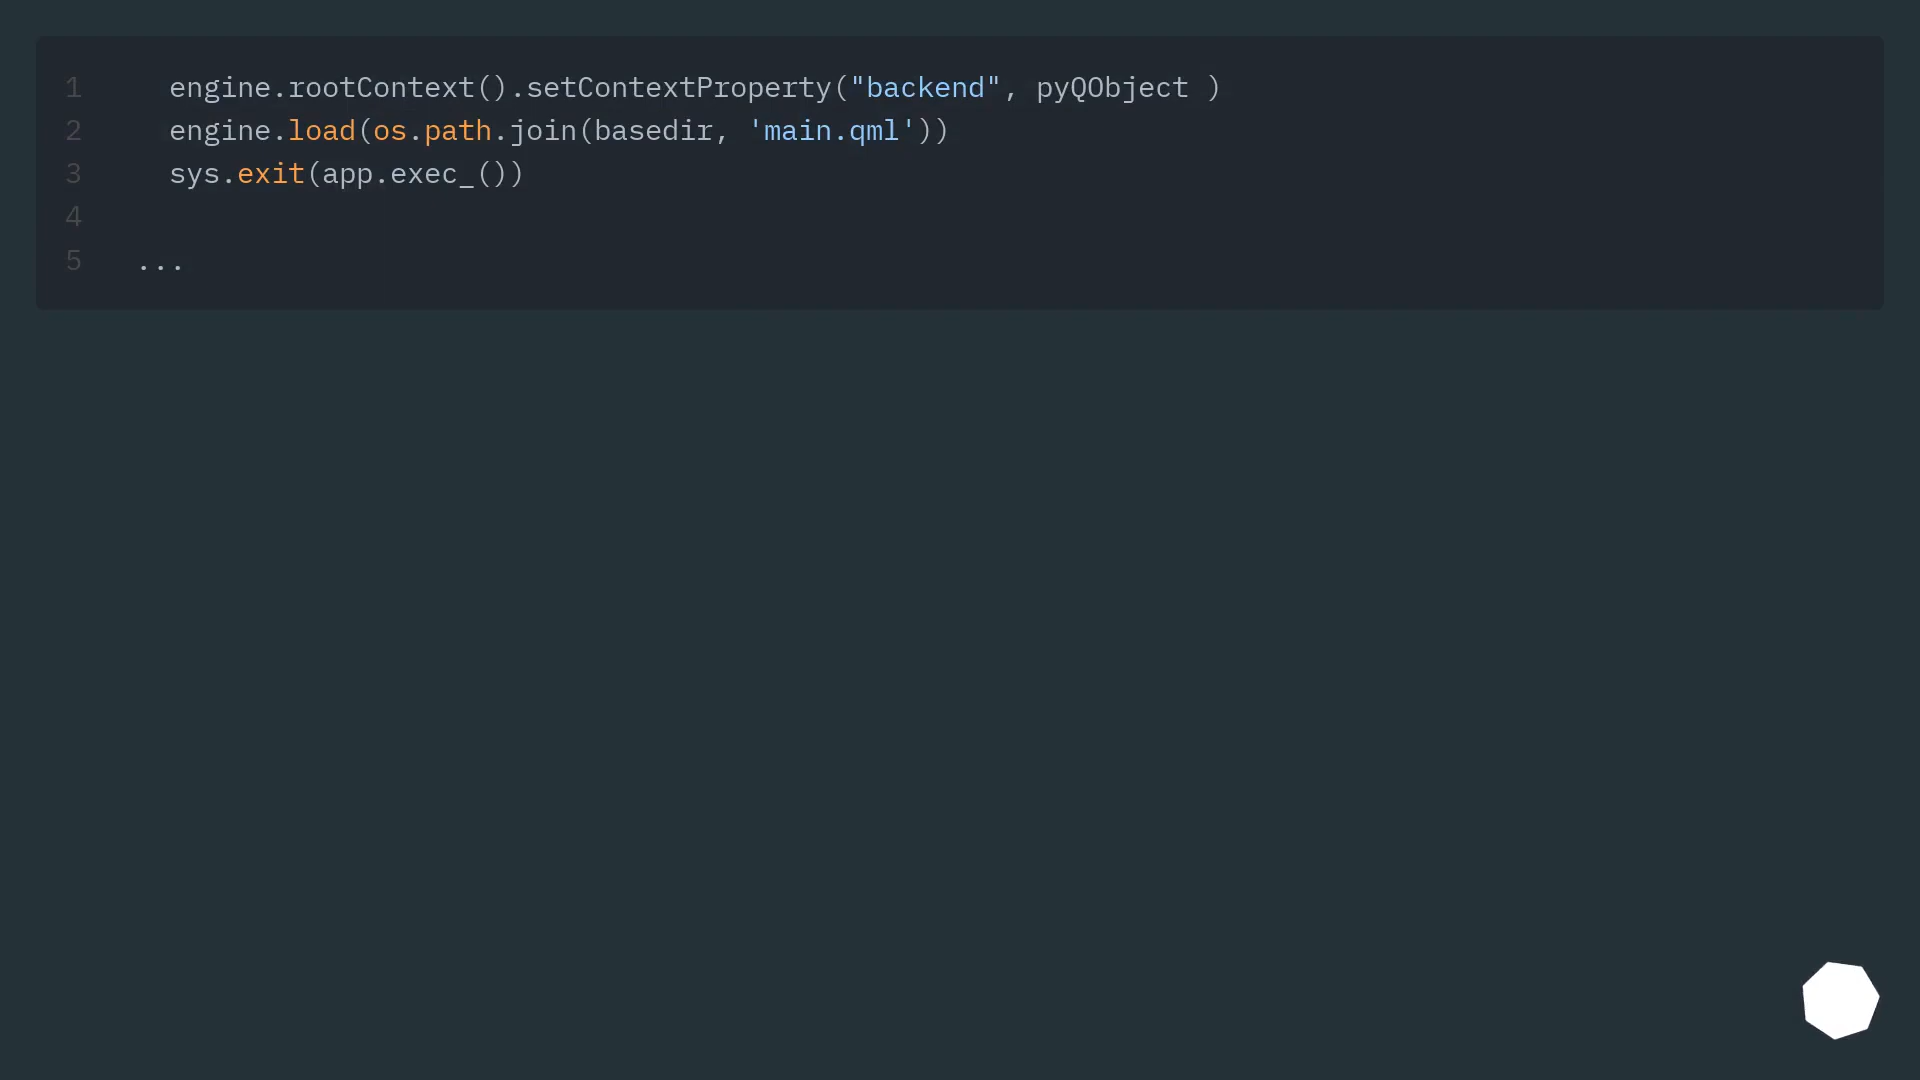 1 engine.rootContext().setContextProperty("backend", pyQObject )
2 engine.load(os.path.join(basedir, 'main.qml'))
3 sys.exit(app.exec_())
4
5 ...